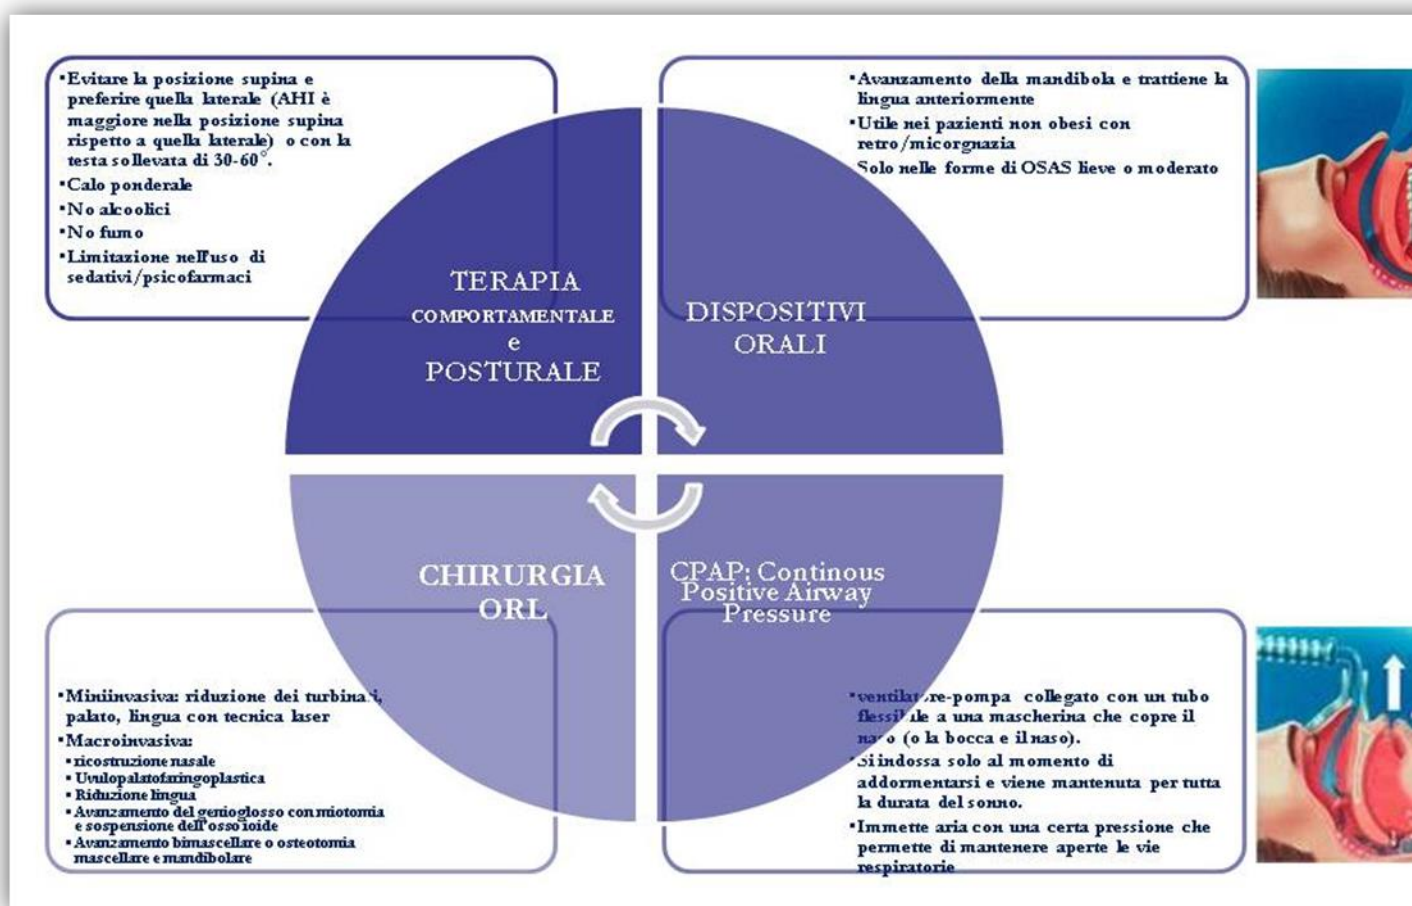 ▪Evitare la posizione supina e
preferire quella laterale (AHI è
maggiore nella posizione supina
rispetto a quella laterale) o con la
testa sollevata di 30-60°.
▪Calo ponderale
▪No alcoolici
▪No fumo
▪Limitazione nell'uso di
sedativi/psicofarmaci
TERAPIA
COMPORTAMENTALE
e
POSTURALE
▪Avanzamento della mandibola e trattiene la
lingua anteriormente
▪Utile nei pazienti non obesi con
retro/micorgnazia
Solo nelle forme di OSAS lieve o moderato
DISPOSITIVI
ORALI
CHIRURGIA
ORL
▪Miniinvasiva: riduzione dei turbinati,
palato, lingua con tecnica laser
▪Macroinvasiva:
▪ricostruzione nasale
▪Uvulopalatofaringoplastica
▪Riduzione lingua
▪Avanzamento del genioglosso con miotomia
e sospensione dell'osso ioide
▪Avanzamento bimascellare o osteotomia
mascellare e mandibolare
CPAP: Continous
Positive Airway
Pressure
▪ventilatore-pompa collegato con un tubo
flessibile a una mascherina che copre il
naso (o la bocca e il naso).
Si indossa solo al momento di
addormentarsi e viene mantenuta per tutta
la durata del sonno.
▪Immette aria con una certa pressione che
permette di mantenere aperte le vie
respiratorie